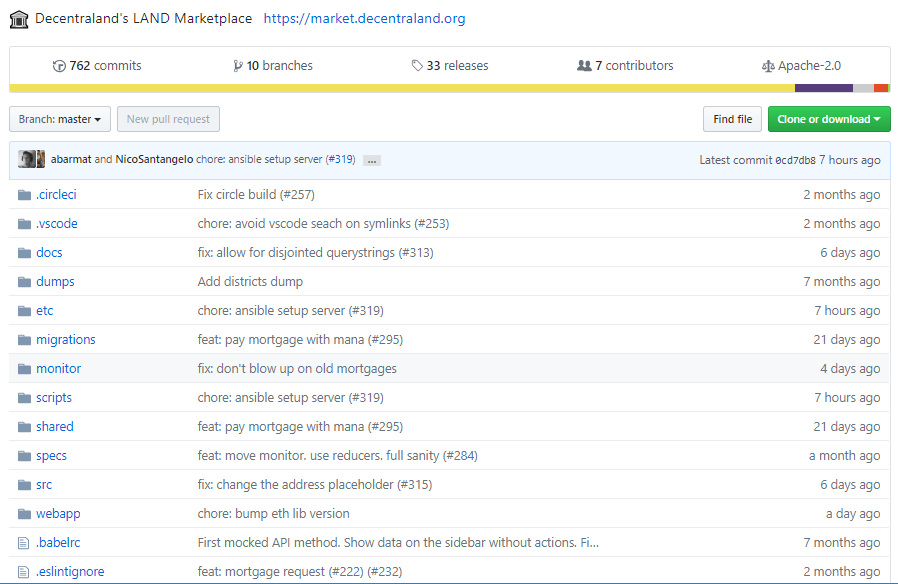 Decentraland's LAND Marketplace https://market.decentraland.org
762 commits 10 branches 33 releases 7 contributors Apache-2.0
Branch: master New pull request Find file Clone or download
abarmat and NicoSantangelo chore: ansible setup server (#319) ... Latest commit 0cd7db8 7 hours ago
.circleci Fix circle build (#257) 2 months ago
.vscode chore: avoid vscode seach on symlinks (#253) 2 months ago
docs fix: allow for disjointed querystrings (#313) 6 days ago
dumps Add districts dump 7 months ago
etc chore: ansible setup server (#319) 7 hours ago
migrations feat: pay mortgage with mana (#295) 21 days ago
monitor fix: don't blow up on old mortgages 4 days ago
scripts chore: ansible setup server (#319) 7 hours ago
shared feat: pay mortgage with mana (#295) 21 days ago
specs feat: move monitor. use reducers. full sanity (#284) a month ago
src fix: change the address placeholder (#315) 6 days ago
webapp chore: bump eth lib version a day ago
.babelrc First mocked API method. Show data on the sidebar without actions. Fi... 7 months ago
.eslintignore feat: mortgage request (#222) (#232) 2 months ago